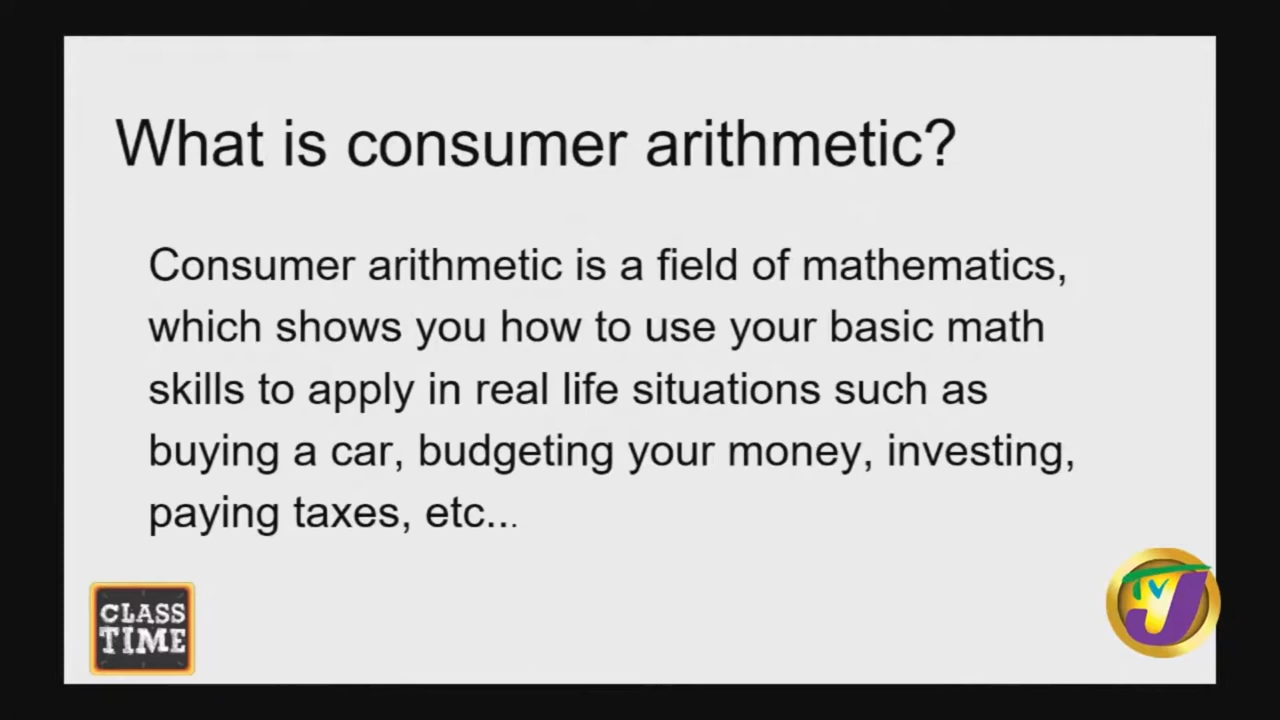 What is consumer arithmetic?
Consumer arithmetic is a field of mathematics,
which shows you how to use your basic math
skills to apply in real life situations such as
buying a car, budgeting your money, investing,
paying taxes, etc...
CLASS
TIME
TVJ